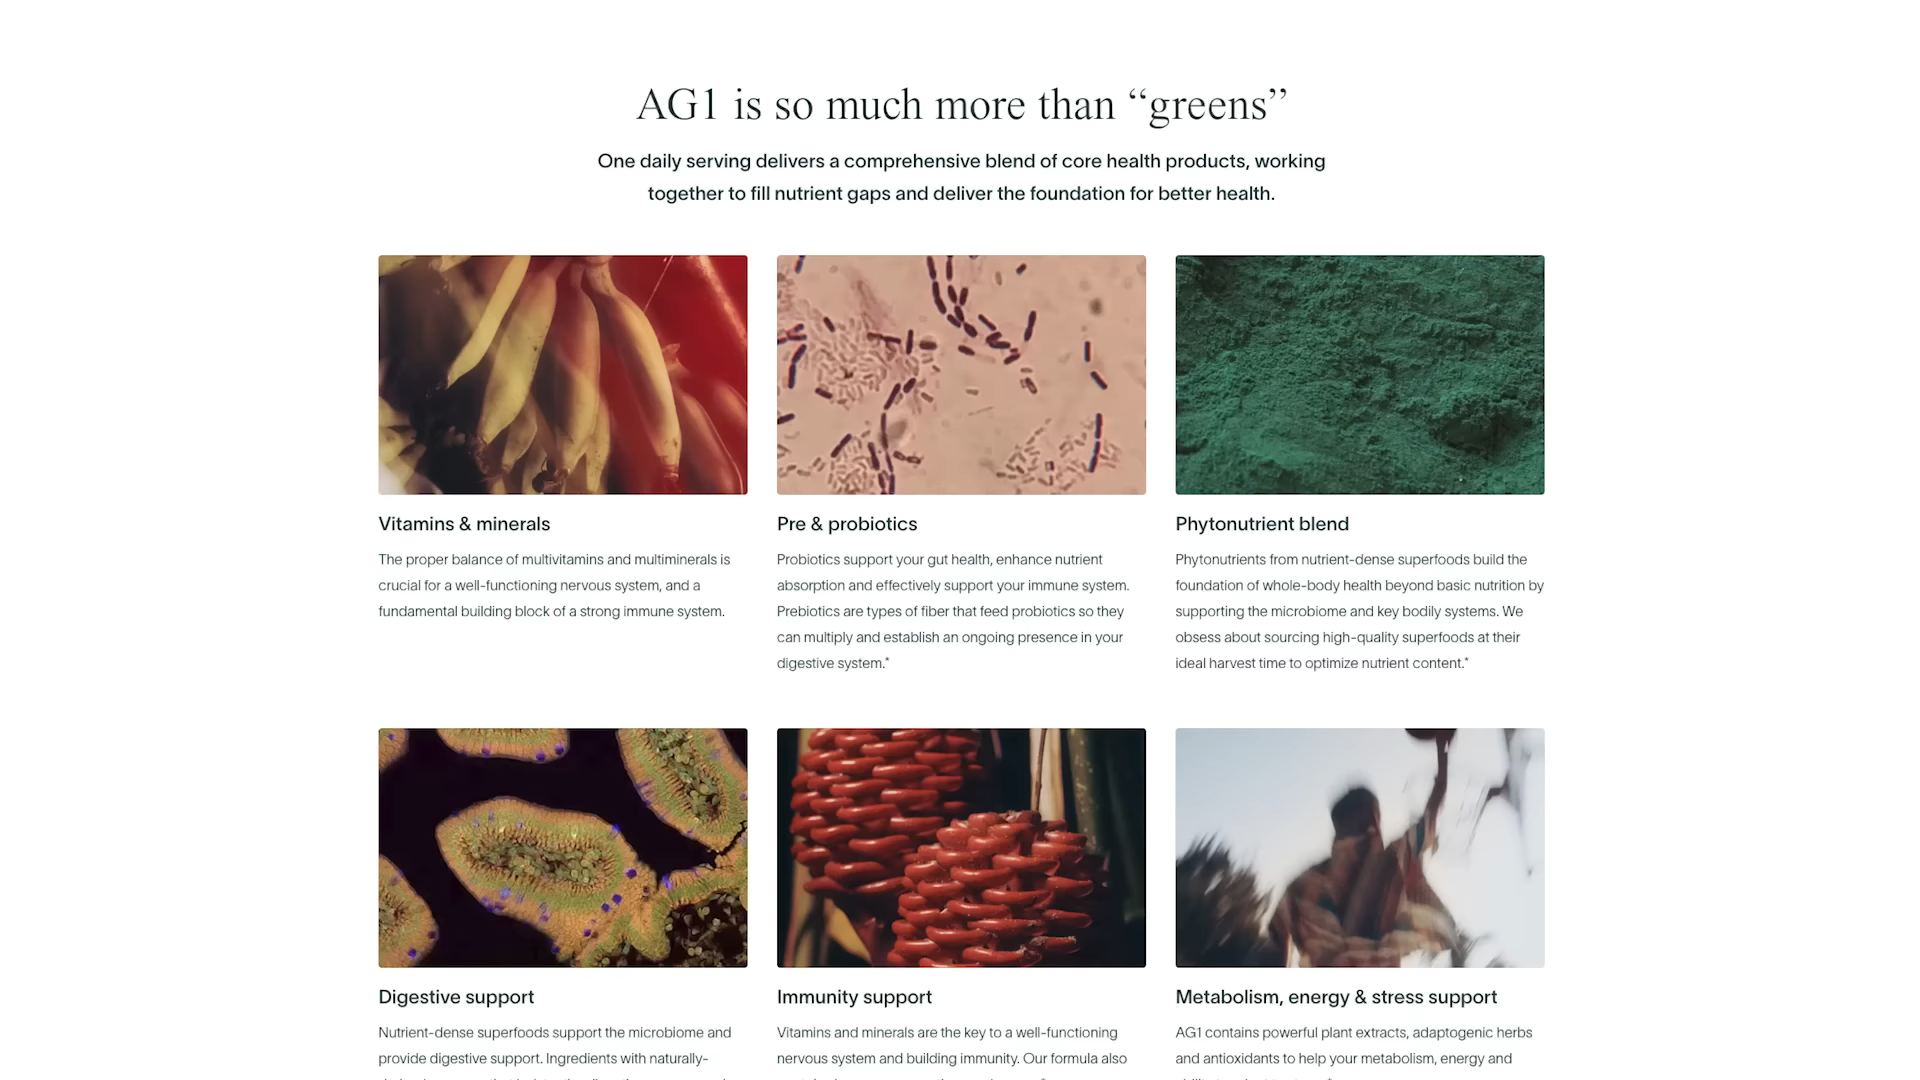 AG1 is so much more than “greens”
One daily serving delivers a comprehensive blend of core health products, working
together to fill nutrient gaps and deliver the foundation for better health.
Vitamins & minerals
The proper balance of multivitamins and multiminerals is
crucial for a well-functioning nervous system, and a
fundamental building block of a strong immune system.
Pre & probiotics
Probiotics support your gut health, enhance nutrient
absorption and effectively support your immune system.
Prebiotics are types of fiber that feed probiotics so they
can multiply and establish an ongoing presence in your
digestive system.*
Phytonutrient blend
Phytonutrients from nutrient-dense superfoods build the
foundation of whole-body health beyond basic nutrition by
supporting the microbiome and key bodily systems. We
obsess about sourcing high-quality superfoods at their
ideal harvest time to optimize nutrient content.*
Digestive support
Nutrient-dense superfoods support the microbiome and
provide digestive support. Ingredients with naturally-
Immunity support
Vitamins and minerals are the key to a well-functioning
nervous system and building immunity. Our formula also
Metabolism, energy & stress support
AG1 contains powerful plant extracts, adaptogenic herbs
and antioxidants to help your metabolism, energy and